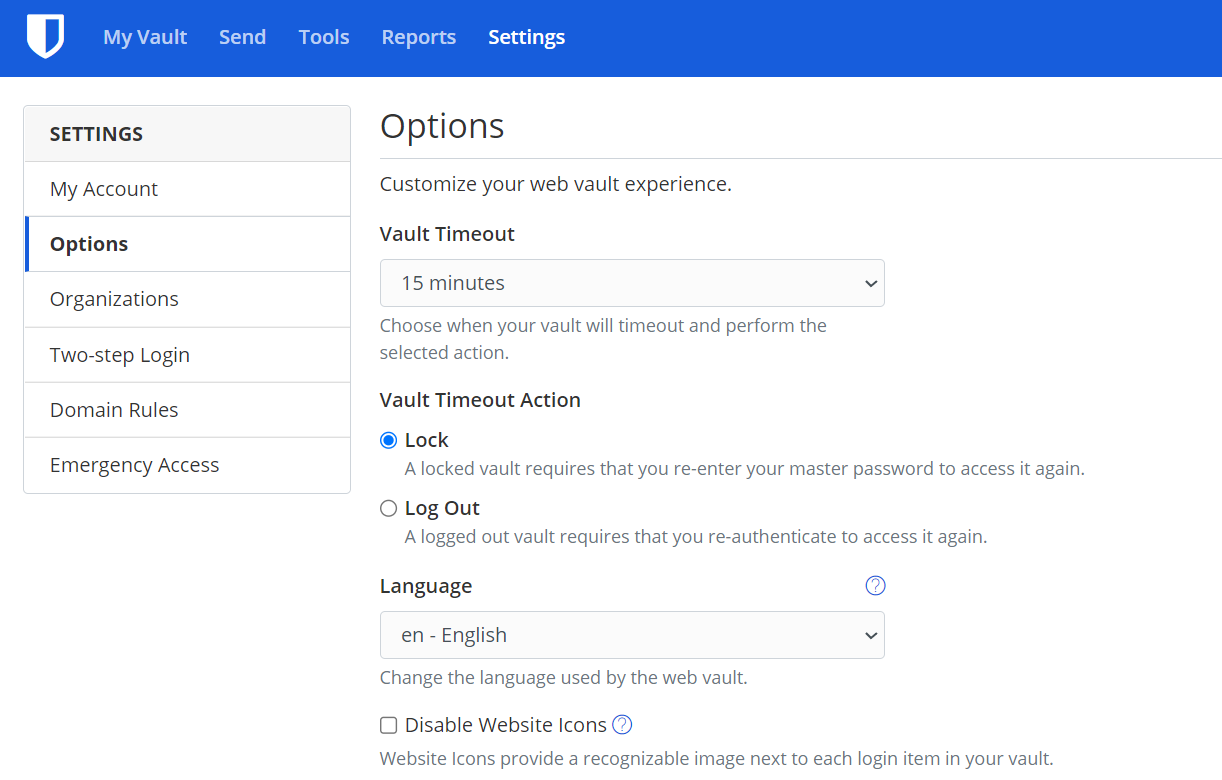 My Vault Send Tools Reports Settings
SETTINGS
My Account
Options
Organizations
Two-step Login
Domain Rules
Emergency Access
Options
Customize your web vault experience.
Vault Timeout
15 minutes
Choose when your vault will timeout and perform the
selected action.
Vault Timeout Action
Lock
A locked vault requires that you re-enter your master password to access it again.
Log Out
A logged out vault requires that you re-authenticate to access it again.
Language ?
en - English
Change the language used by the web vault.
Disable Website Icons ?
Website Icons provide a recognizable image next to each login item in your vault.